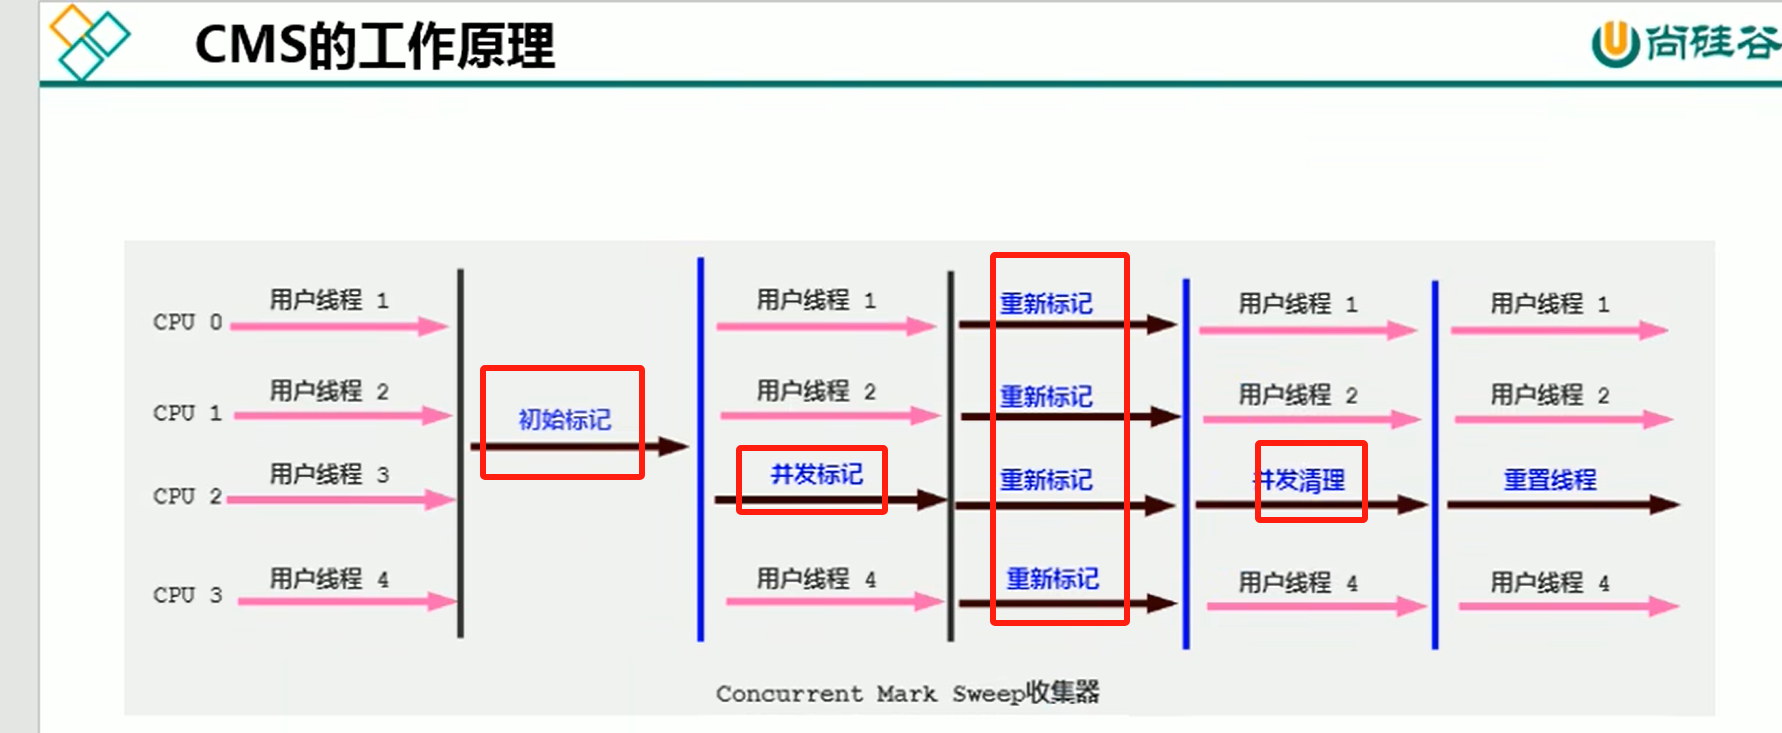 CMS的工作原理
尚硅谷
用户线程 1
用户线程 1
重新标记
用户线程 1
用户线程 1
CPU 0
用户线程 2
用户线程 2
重新标记
用户线程 2
用户线程 2
CPU 1
初始标记
用户线程 3
并发标记
重新标记
并发清理
重置线程
CPU 2
用户线程 4
用户线程 4
重新标记
用户线程 4
用户线程 4
CPU 3
Concurrent Mark Sweep收集器